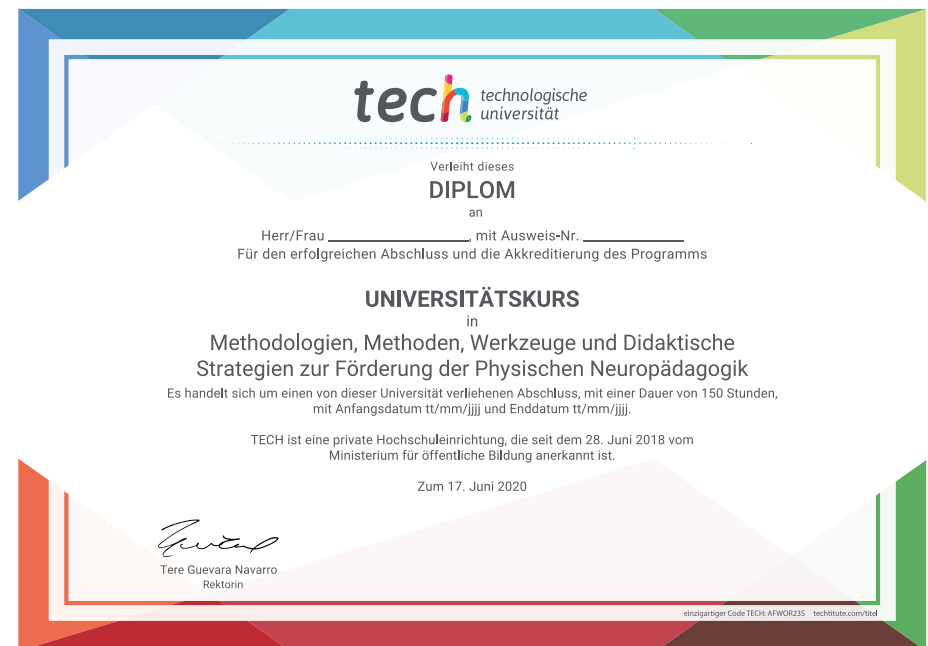 tech technologische
universität
Verleiht dieses
DIPLOM
an
Herr/Frau ____________________, mit Ausweis-Nr. ______________
Für den erfolgreichen Abschluss und die Akkreditierung des Programms
UNIVERSITÄTSKURS
in
Methodologien, Methoden, Werkzeuge und Didaktische
Strategien zur Förderung der Physischen Neuropädagogik
Es handelt sich um einen von dieser Universität verliehenen Abschluss, mit einer Dauer von 150 Stunden,
mit Anfangsdatum tt/mm/jjjj und Enddatum tt/mm/jjjj.
TECH ist eine private Hochschuleinrichtung, die seit dem 28. Juni 2018 vom
Ministerium für öffentliche Bildung anerkannt ist.
Zum 17. Juni 2020
Tere Guevara Navarro
Rektorin
einzigartiger Code TECH: AFWOR23S techtitute.com/titel